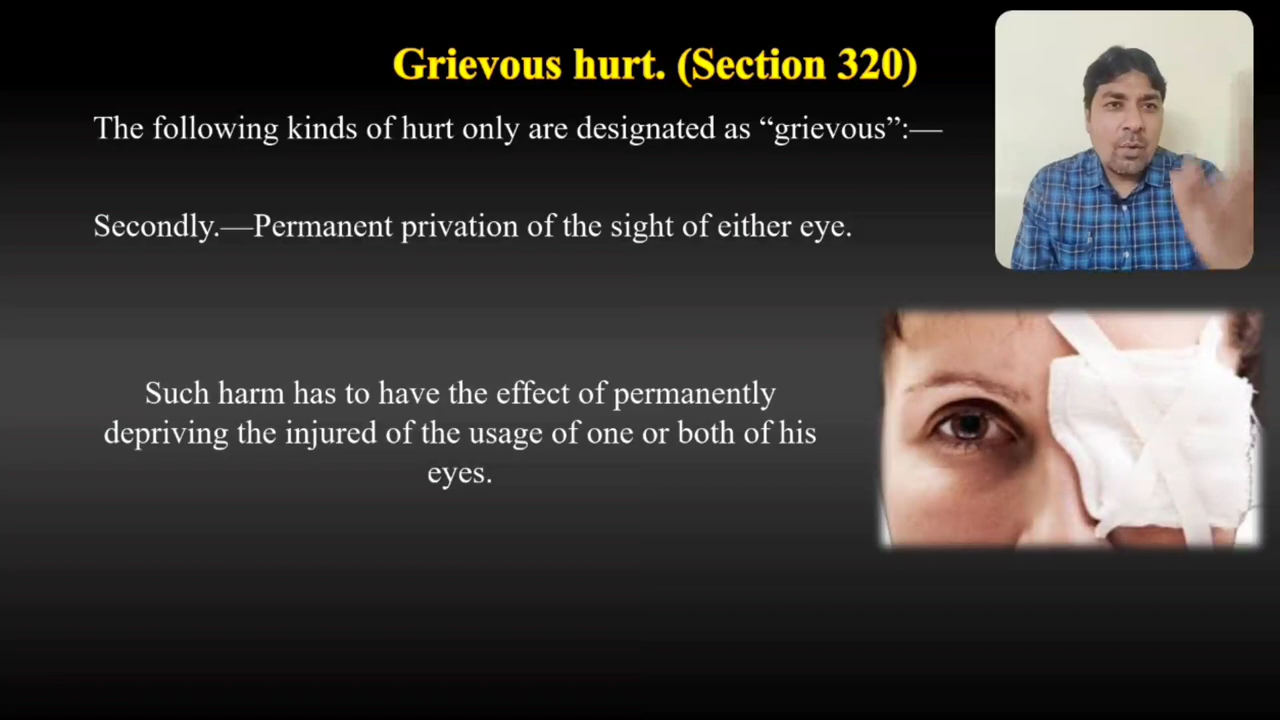 Grievous hurt. (Section 320)
The following kinds of hurt only are designated as “grievous”:—
Secondly.—Permanent privation of the sight of either eye.
Such harm has to have the effect of permanently
depriving the injured of the usage of one or both of his
eyes.